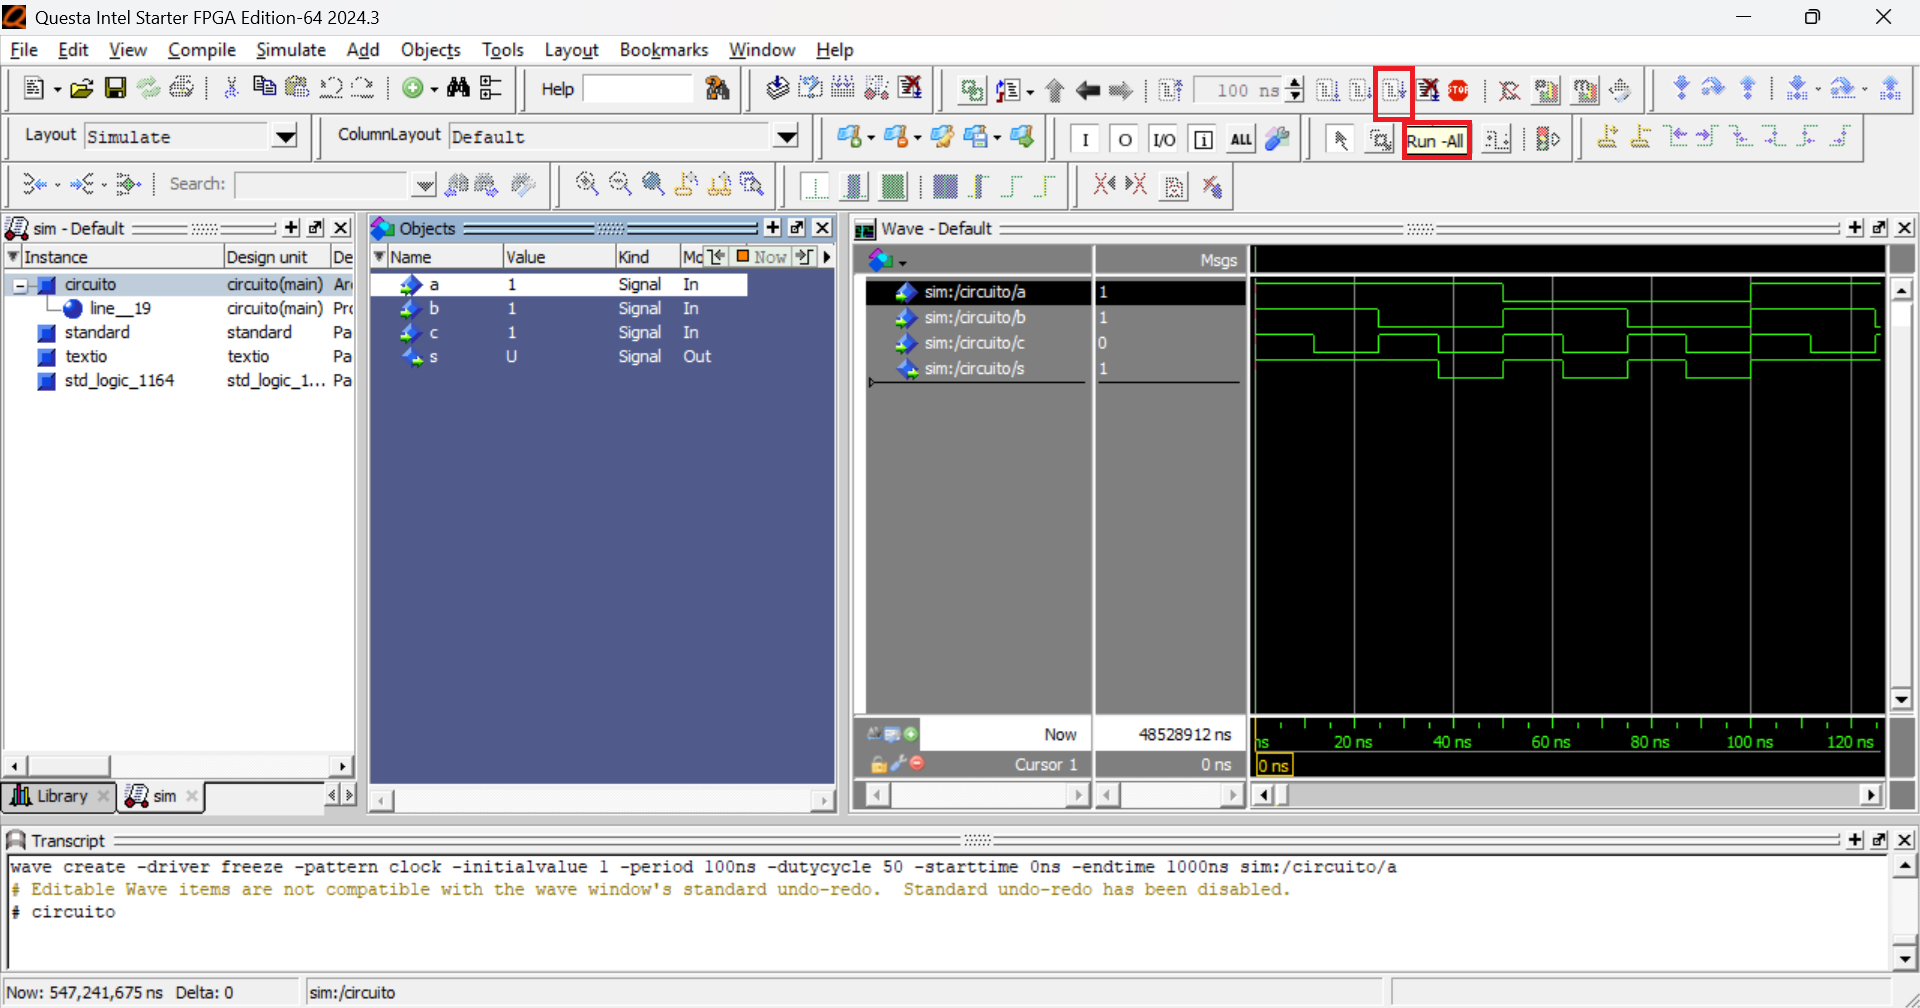 Questa Intel Starter FPGA Edition-64 2024.3
File Edit View Compile Simulate Add Objects Tools Layout Bookmarks Window Help
Help 100 ns STOP
Layout Simulate ColumnLayout Default I O I/O i ALL Run -All
Search:
sim - Default
Instance Design unit De
circuito circuito(main) Arc
line__19 circuito(main) Pro
standard standard Pa
textio textio Pa
std_logic_1164 std_logic_1... Pa
Library sim
Objects
Name Value Kind Mo Now
a 1 Signal In
b 1 Signal In
c 1 Signal In
s U Signal Out
Wave - Default
Msgs
sim:/circuito/a 1
sim:/circuito/b 1
sim:/circuito/c 0
sim:/circuito/s 1
Now 48528912 ns
ns 20 ns 40 ns 60 ns 80 ns 100 ns 120 ns
Cursor 1 0 ns
0 ns
Transcript
wave create -driver freeze -pattern clock -initialvalue 1 -period 100ns -dutycycle 50 -starttime 0ns -endtime 1000ns sim:/circuito/a
# Editable Wave items are not compatible with the wave window's standard undo-redo. Standard undo-redo has been disabled.
# circuito
Now: 547,241,675 ns Delta: 0 sim:/circuito